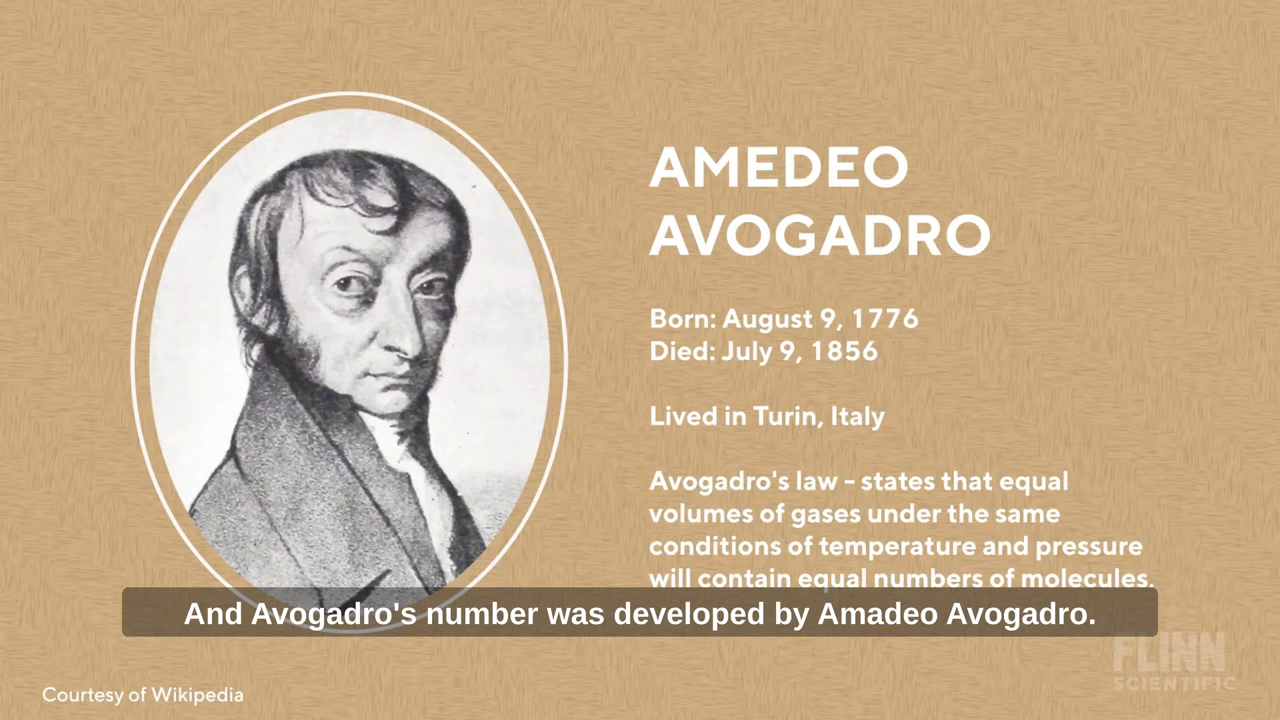 AMEDEO
AVOGADRO
Born: August 9, 1776
Died: July 9, 1856
Lived in Turin, Italy
Avogadro's law - states that equal
volumes of gases under the same
conditions of temperature and pressure
will contain equal numbers of molecules.
And Avogadro's number was developed by Amadeo Avogadro.
FLINN
SCIENTIFIC
Courtesy of Wikipedia